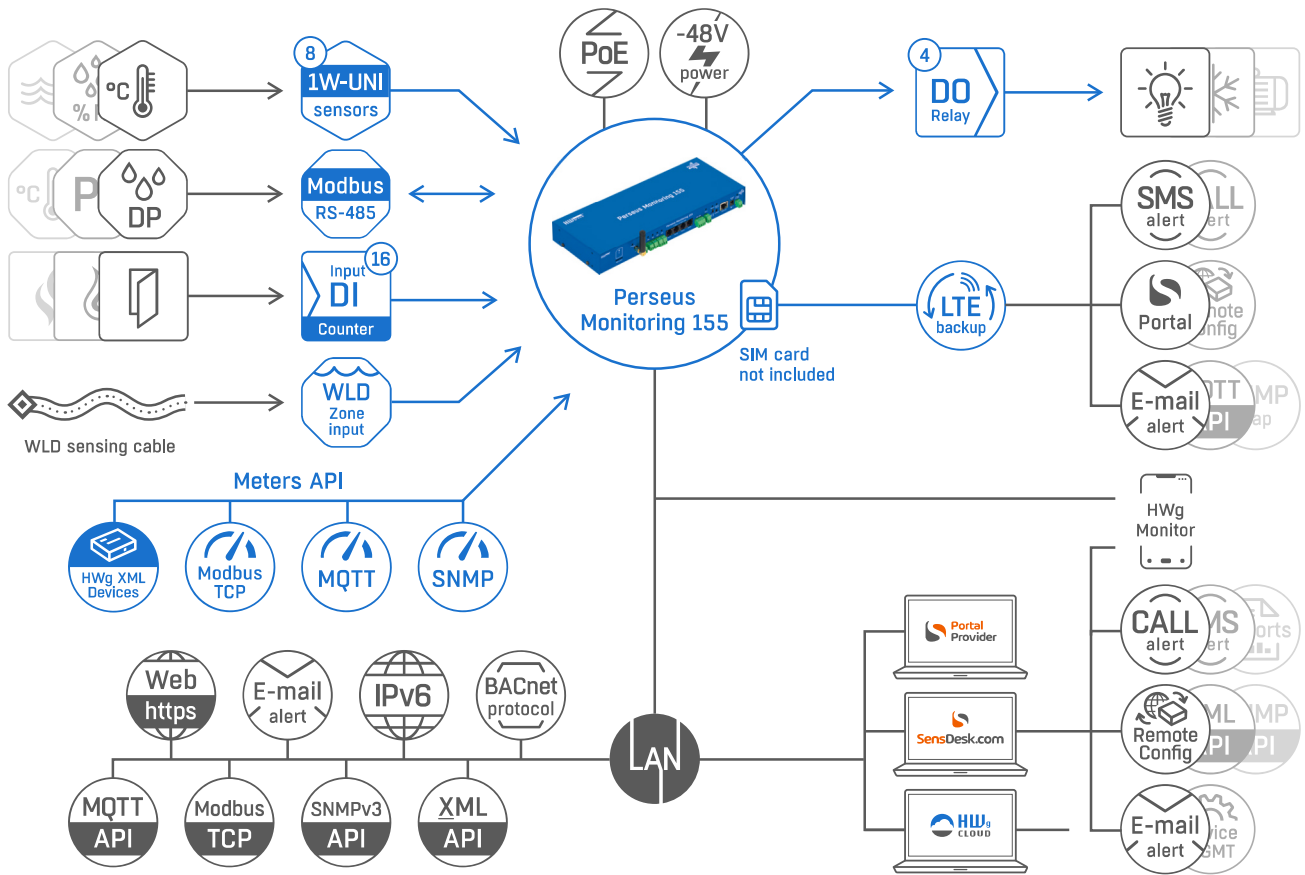 PoE
-48V
power
8
1W-UNI
sensors
4
DO
Relay
°C
%
°C
P
DP
Modbus
RS-485
Perseus Monitoring 155
SMS
alert
Input
16
DI
Counter
Perseus
Monitoring 155
SIM card
not included
LTE
backup
Portal
WLD
Zone
input
E-mail
alert
WLD sensing cable
Meters API
HWg XML
Devices
Modbus
TCP
MQTT
SNMP
HWg
Monitor
Portal
Provider
CALL
alert
Web
https
E-mail
alert
IPv6
BACnet
protocol
LAN
SensDesk.com
Remote
Config
MQTT
API
Modbus
TCP
SNMPv3
API
XML
API
HWg
CLOUD
E-mail
alert